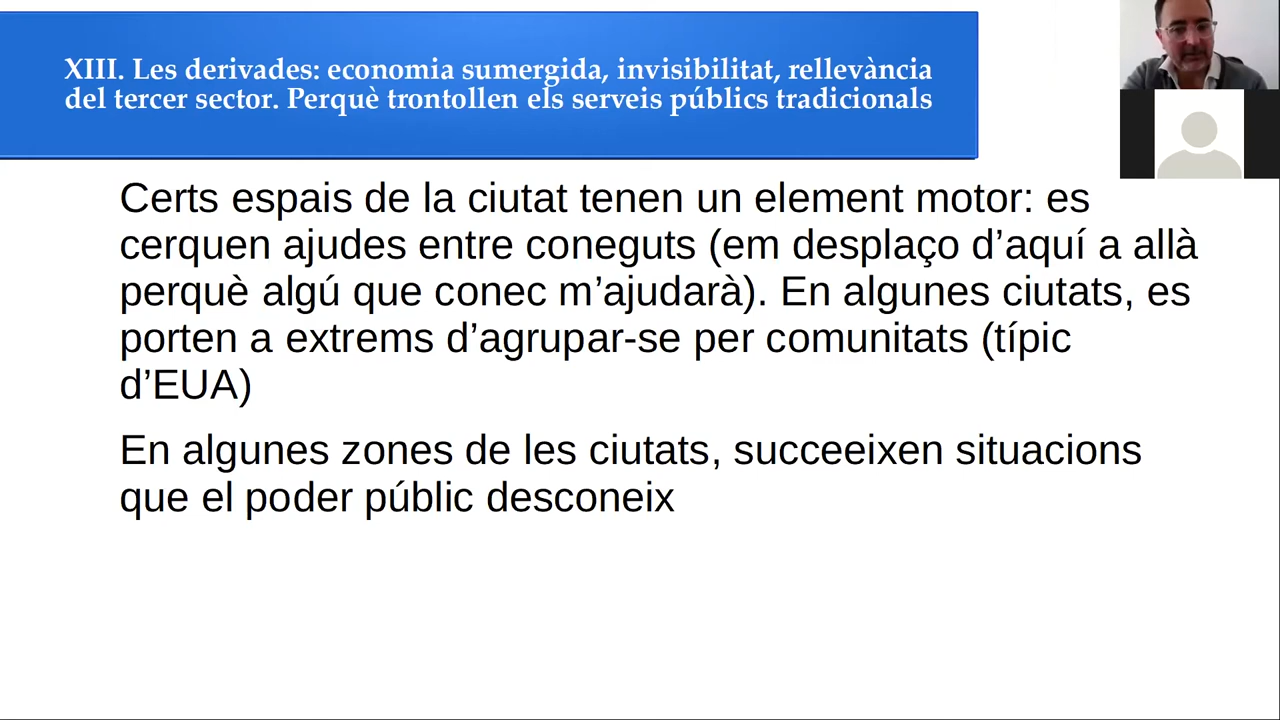 XIII. Les derivades: economia sumergida, invisibilitat, rellevància
del tercer sector. Perquè trontollen els serveis públics tradicionals
Certs espais de la ciutat tenen un element motor: es
cerquen ajudes entre coneguts (em desplaço d’aquí a allà
perquè algú que conec m’ajudarà). En algunes ciutats, es
porten a extrems d’agrupar-se per comunitats (típic
d’EUA)
En algunes zones de les ciutats, succeeixen situacions
que el poder públic desconeix